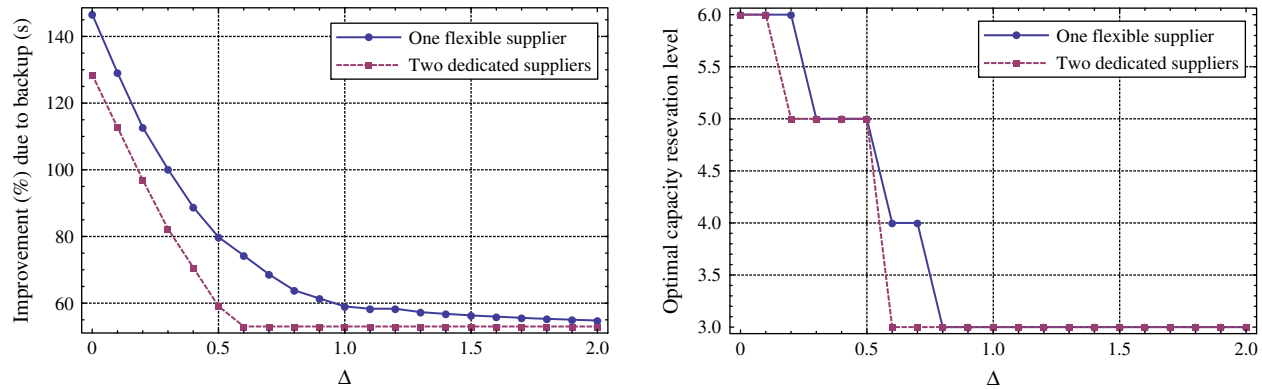 Improvement (%) due to backup (s)
140
120
100
80
60
0
0.5
1.0
1.5
2.0
Δ
One flexible supplier
Two dedicated suppliers
Optimal capacity resevation level
6.0
5.5
5.0
4.5
4.0
3.5
3.0
0
0.5
1.0
1.5
2.0
Δ
One flexible supplier
Two dedicated suppliers